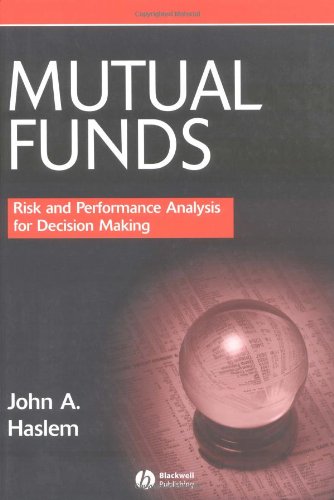 MUTUAL
FUNDS
Risk and Performance Analysis
for Decision Making
John A.
Haslem
Blackwell
Publishing